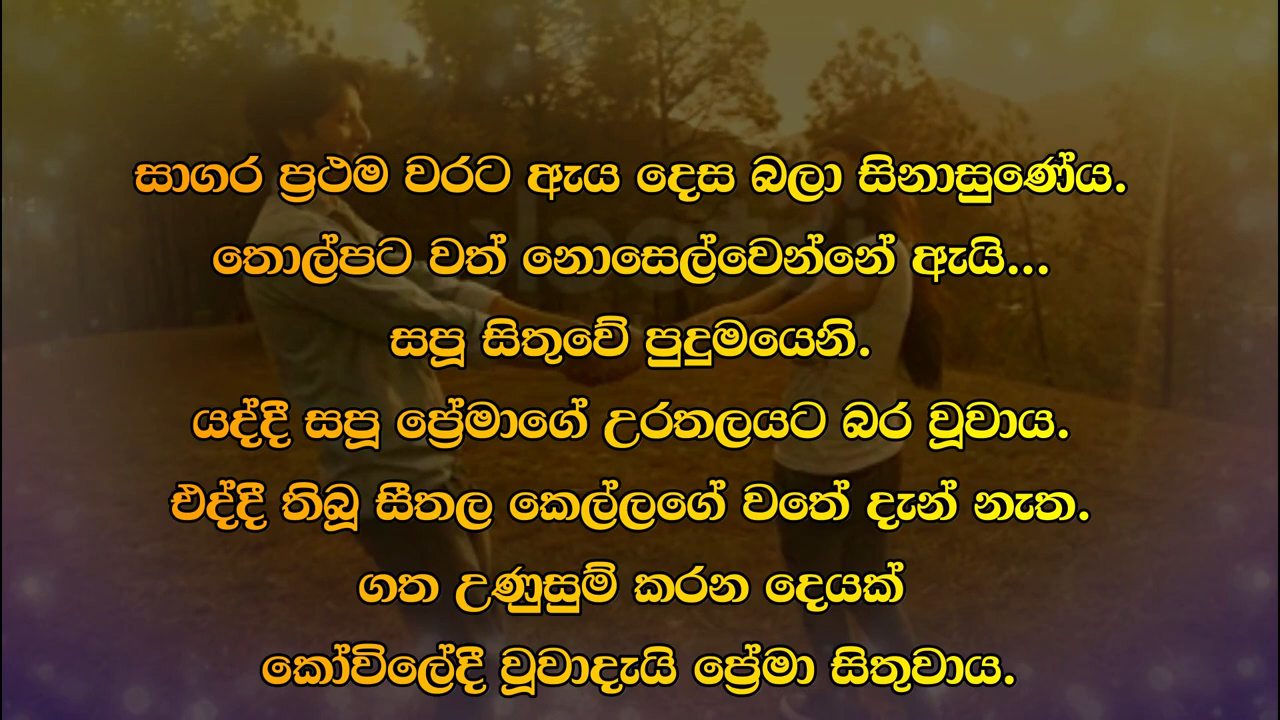 සාගර ප්‍රථම වරට ඇය දෙස බලා සිනාසුණේය.
තොල්පට වත් නොසෙල්වෙන්නේ ඇයි...
සපූ සිතුවේ පුදුමයෙනි.
යද්දී සපූ ප්‍රේමාගේ උරතලයට බර වූවාය.
එද්දී තිබූ සීතල කෙල්ලගේ වතේ දැන් නැත.
ගත උණුසුම් කරන දෙයක්
කෝවිලේදී වූවාදැයි ප්‍රේමා සිතුවාය.